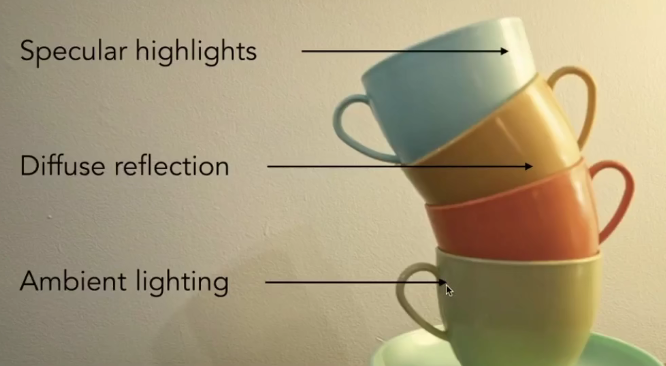 Specular highlights
Diffuse reflection
Ambient lighting